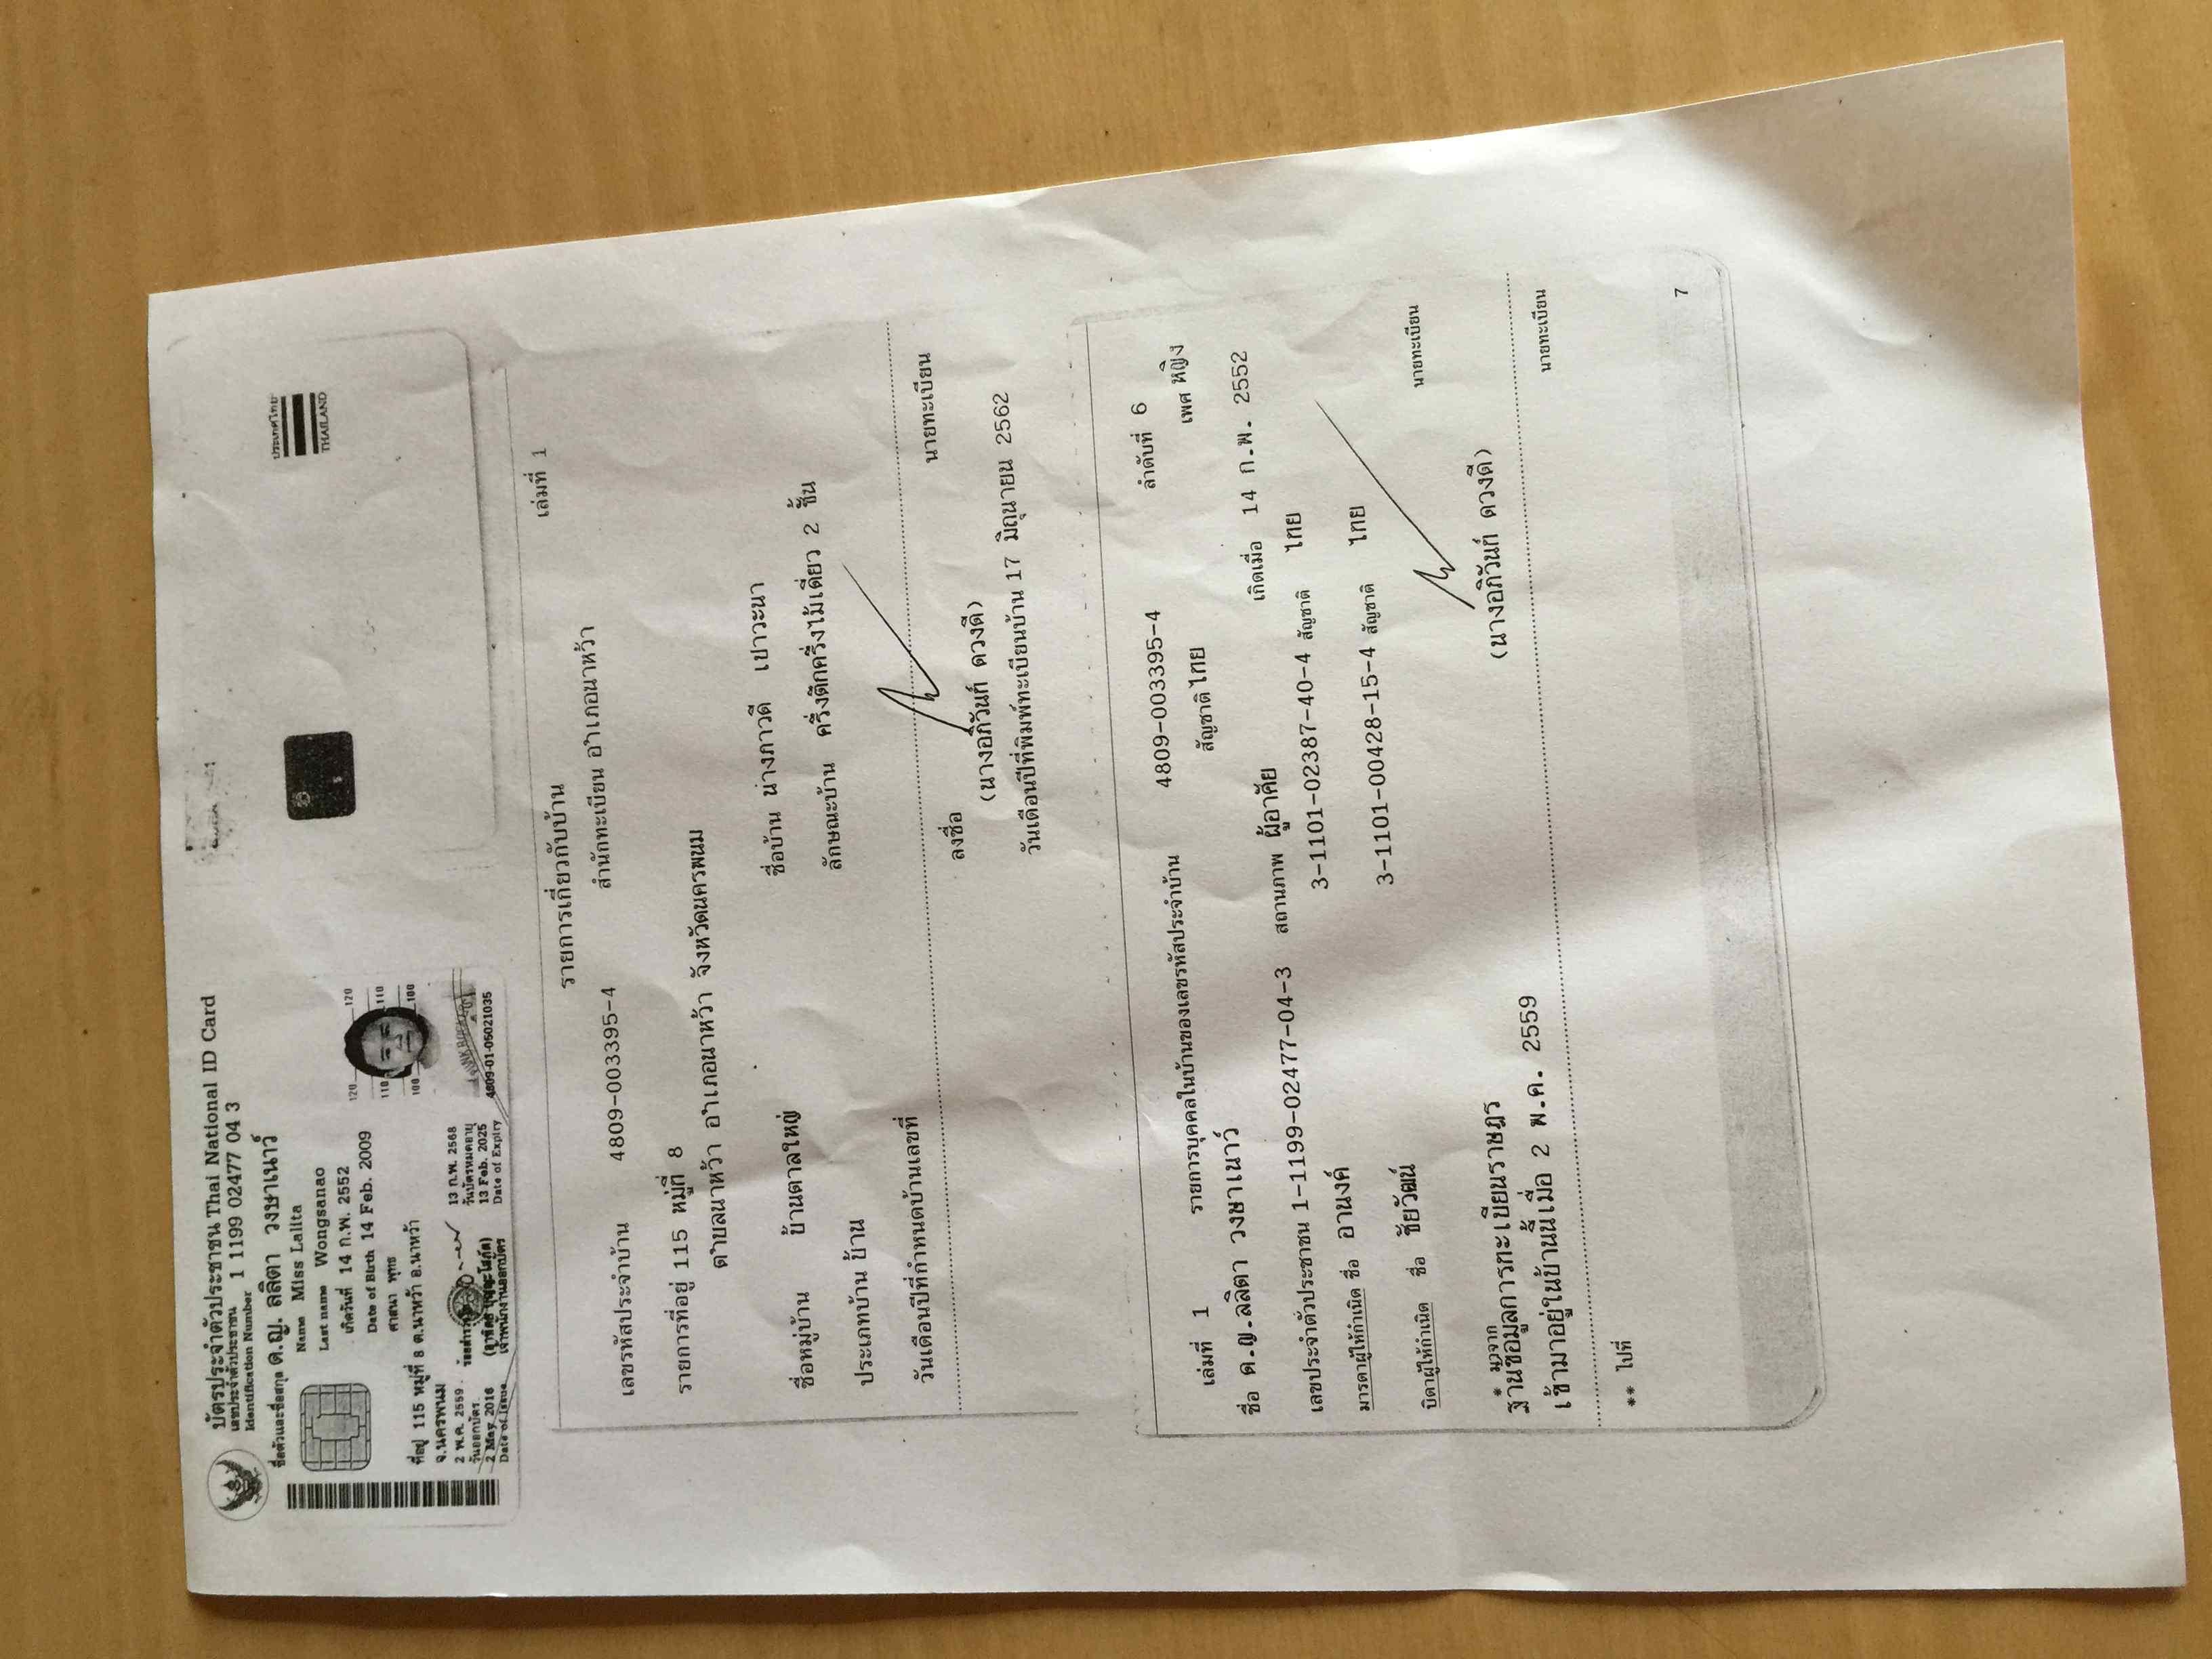 บัตรประจำตัวประชาชน Thai National ID Card
เลขประจำตัวประชาชน 1 1199 02477 04 3
Identification Number
ชื่อตัวและชื่อสกุล ด.ญ. ลลิตา วงษาเนาว์
Name Miss Lalita
Last name Wongsanao
เกิดวันที่ 14 ก.พ. 2552
Date of Birth 14 Feb. 2009
ศาสนา พุทธ
ที่อยู่ 115 หมู่ที่ 8 ต.นาหว้า อ.นาหว้า
จ.นครพนม
2 พ.ค. 2559
วันออกบัตร
2 May 2016
Date of Issue
เจ้าพนักงานออกบัตร
13 ก.พ. 2568
วันบัตรหมดอายุ
13 Feb. 2025
Date of Expiry
120 120
110 110
100 100
4809-01-05021035
ประเทศไทย
THAILAND
เล่มที่ 1
รายการเกี่ยวกับบ้าน
เลขรหัสประจำบ้าน 4809-003395-4 สำนักทะเบียน อำเภอนาหว้า
รายการที่อยู่ 115 หมู่ที่ 8
ตำบลนาหว้า อำเภอนาหว้า จังหวัดนครพนม
ชื่อหมู่บ้าน บ้านตาลใหญ่ ชื่อบ้าน นางภาวดี เปาวะนา
ประเภทบ้าน บ้าน ลักษณะบ้าน ครึ่งตึกครึ่งไม้เดี่ยว 2 ชั้น
วันเดือนปีที่กำหนดบ้านเลขที่
ลงชื่อ นายทะเบียน
(นางอภิวันท์ ดวงดี)
วันเดือนปีที่พิมพ์ทะเบียนบ้าน 17 มิถุนายน 2562
เล่มที่ 1 รายการบุคคลในบ้านของเลขรหัสประจำบ้าน 4809-003395-4 ลำดับที่ 6
ชื่อ ด.ญ.ลลิตา วงษาเนาว์ สัญชาติ ไทย เพศ หญิง
เลขประจำตัวประชาชน 1-1199-02477-04-3 สถานภาพ ผู้อาศัย เกิดเมื่อ 14 ก.พ. 2552
มารดาผู้ให้กำเนิด ชื่อ อานงค์ 3-1101-02387-40-4 สัญชาติ ไทย
บิดาผู้ให้กำเนิด ชื่อ ชัยวัฒน์ 3-1101-00428-15-4 สัญชาติ ไทย
* มาจาก
ฐานข้อมูลการทะเบียนราษฎร
เข้ามาอยู่ในบ้านนี้เมื่อ 2 พ.ค. 2559
(นางอภิวันท์ ดวงดี)
นายทะเบียน
** ไปที่
นายทะเบียน
7